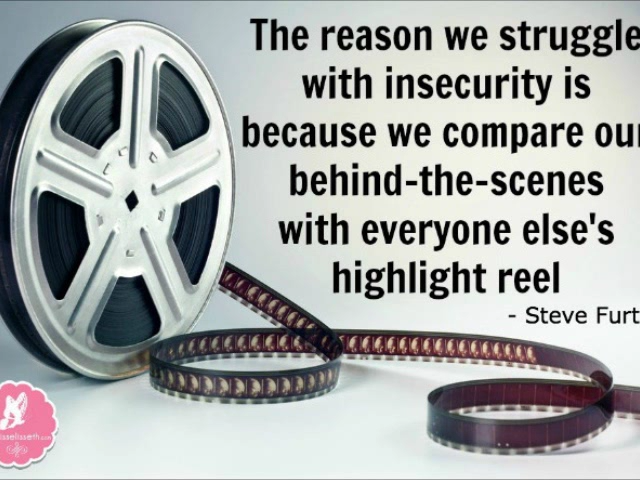 The reason we struggle
with insecurity is
because we compare our
behind-the-scenes
with everyone else's
highlight reel
- Steve Furt